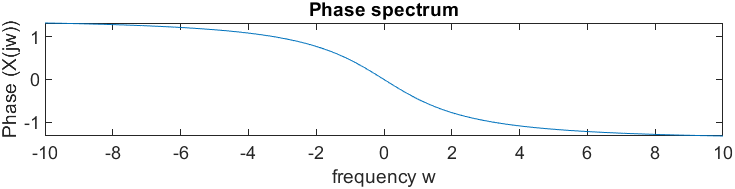 Phase spectrum
Phase (X(jw))
1
0
-1
-10 -8 -6 -4 -2 0 2 4 6 8 10
frequency w